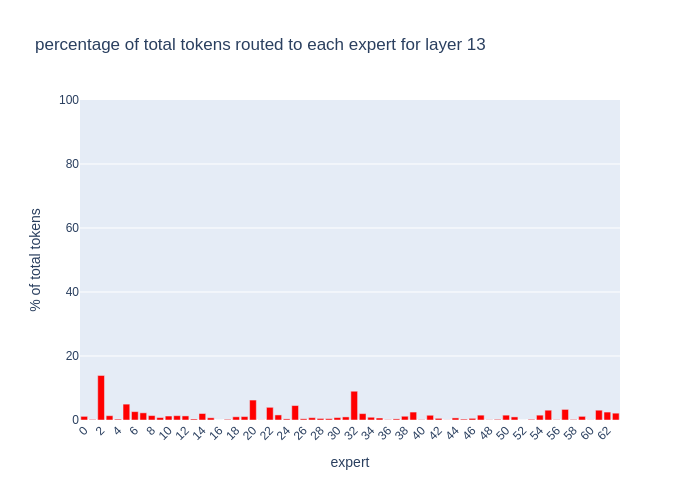 percentage of total tokens routed to each expert for layer 13
100
80
60
40
20
0
% of total tokens
0 2 4 6 8 10 12 14 16 18 20 22 24 26 28 30 32 34 36 38 40 42 44 46 48 50 52 54 56 58 60 62
expert